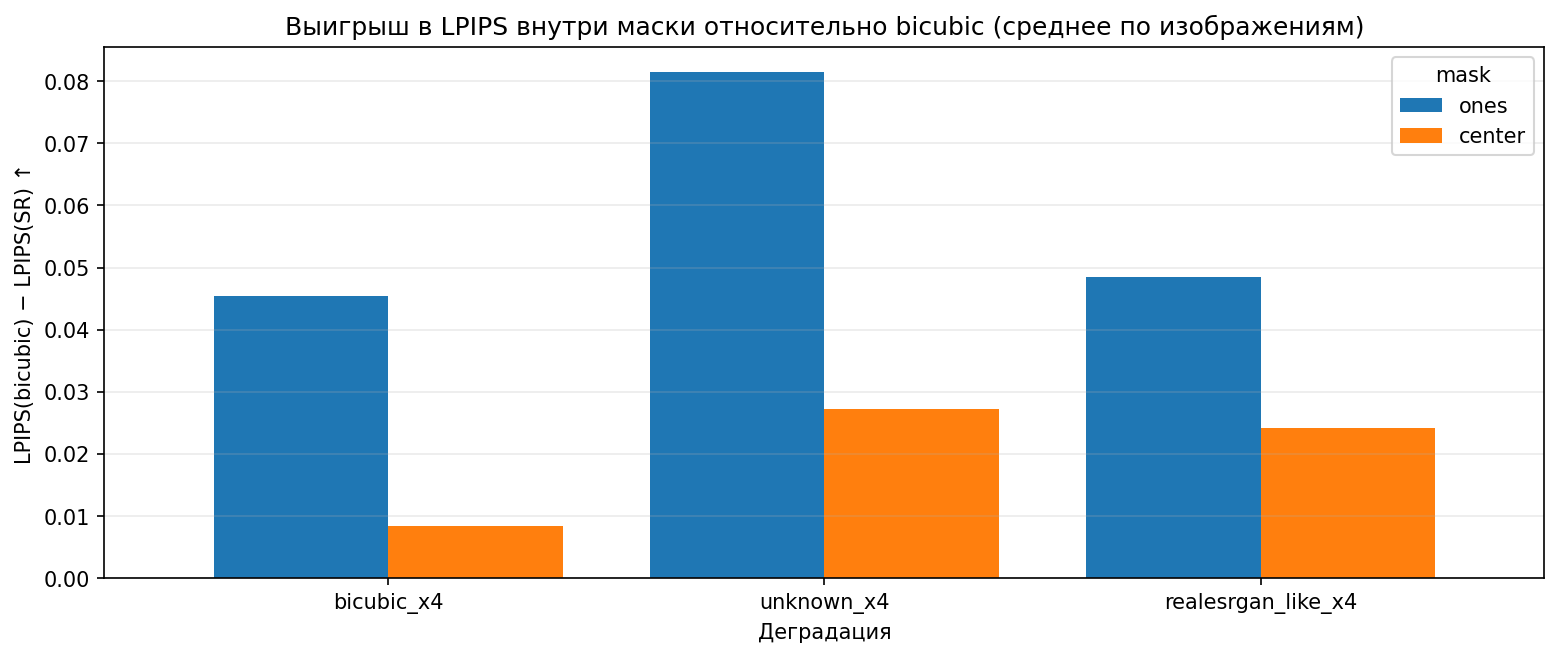 Выигрыш в LPIPS внутри маски относительно bicubic (среднее по изображениям)
LPIPS(bicubic) − LPIPS(SR) ↑
0.08
0.07
0.06
0.05
0.04
0.03
0.02
0.01
0.00
mask
ones
center
bicubic_x4
unknown_x4
realesrgan_like_x4
Деградация